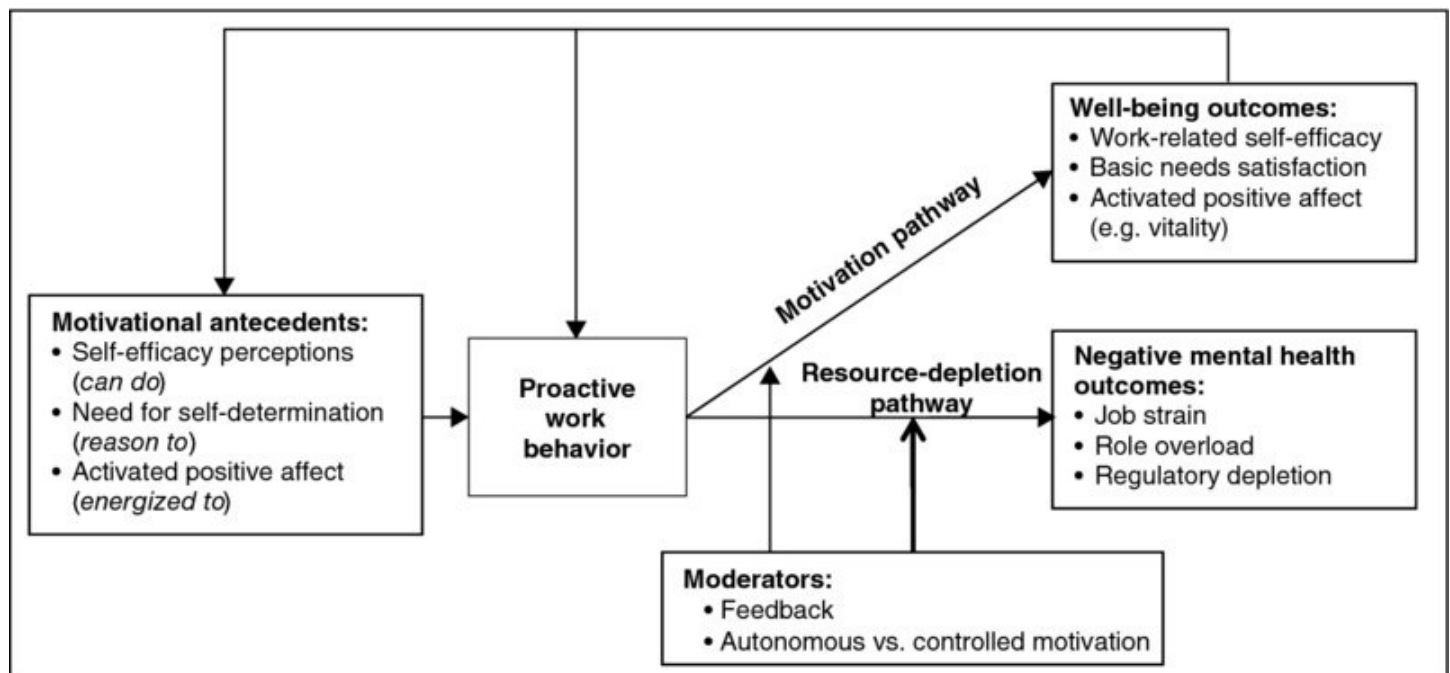 Well-being outcomes:
• Work-related self-efficacy
• Basic needs satisfaction
• Activated positive affect
(e.g. vitality)
Motivation pathway
Motivational antecedents:
• Self-efficacy perceptions
(can do)
• Need for self-determination
(reason to)
• Activated positive affect
(energized to)
Proactive
work
behavior
Resource-depletion
pathway
Negative mental health
outcomes:
• Job strain
• Role overload
• Regulatory depletion
Moderators:
• Feedback
• Autonomous vs. controlled motivation